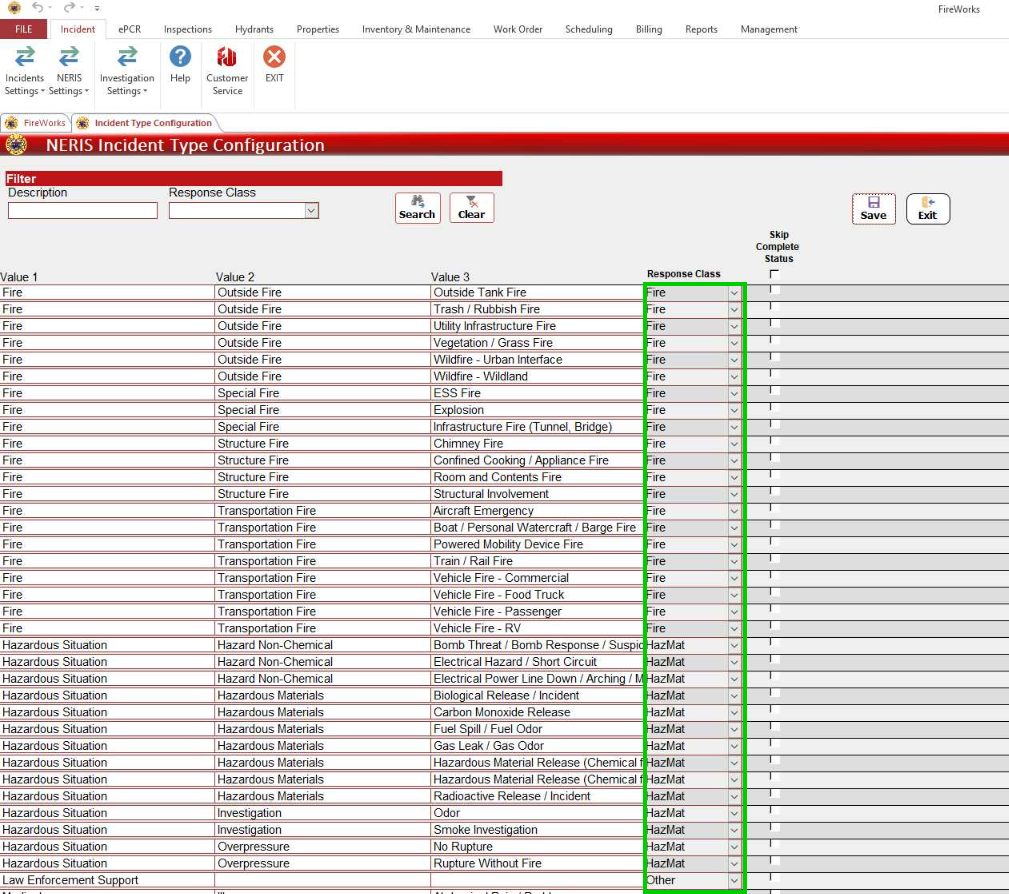 FireWorks
FILE Incident ePCR Inspections Hydrants Properties Inventory & Maintenance Work Order Scheduling Billing Reports Management
Incidents Settings NERIS Settings Investigation Settings Help Customer Service EXIT
FireWorks Incident Type Configuration
NERIS Incident Type Configuration
Filter
Description Response Class
Search Clear Save Exit
Skip
Complete
Status
Value 1 Value 2 Value 3 Response Class
Fire Outside Fire Outside Tank Fire Fire
Fire Outside Fire Trash / Rubbish Fire Fire
Fire Outside Fire Utility Infrastructure Fire Fire
Fire Outside Fire Vegetation / Grass Fire Fire
Fire Outside Fire Wildfire - Urban Interface Fire
Fire Outside Fire Wildfire - Wildland Fire
Fire Special Fire ESS Fire Fire
Fire Special Fire Explosion Fire
Fire Special Fire Infrastructure Fire (Tunnel, Bridge) Fire
Fire Structure Fire Chimney Fire Fire
Fire Structure Fire Confined Cooking / Appliance Fire Fire
Fire Structure Fire Room and Contents Fire Fire
Fire Structure Fire Structural Involvement Fire
Fire Transportation Fire Aircraft Emergency Fire
Fire Transportation Fire Boat / Personal Watercraft / Barge Fire Fire
Fire Transportation Fire Powered Mobility Device Fire Fire
Fire Transportation Fire Train / Rail Fire Fire
Fire Transportation Fire Vehicle Fire - Commercial Fire
Fire Transportation Fire Vehicle Fire - Food Truck Fire
Fire Transportation Fire Vehicle Fire - Passenger Fire
Fire Transportation Fire Vehicle Fire - RV Fire
Hazardous Situation Hazard Non-Chemical Bomb Threat / Bomb Response / Suspic HazMat
Hazardous Situation Hazard Non-Chemical Electrical Hazard / Short Circuit HazMat
Hazardous Situation Hazard Non-Chemical Electrical Power Line Down / Arching / M HazMat
Hazardous Situation Hazardous Materials Biological Release / Incident HazMat
Hazardous Situation Hazardous Materials Carbon Monoxide Release HazMat
Hazardous Situation Hazardous Materials Fuel Spill / Fuel Odor HazMat
Hazardous Situation Hazardous Materials Gas Leak / Gas Odor HazMat
Hazardous Situation Hazardous Materials Hazardous Material Release (Chemical f HazMat
Hazardous Situation Hazardous Materials Hazardous Material Release (Chemical f HazMat
Hazardous Situation Hazardous Materials Radioactive Release / Incident HazMat
Hazardous Situation Investigation Odor HazMat
Hazardous Situation Investigation Smoke Investigation HazMat
Hazardous Situation Overpressure No Rupture HazMat
Hazardous Situation Overpressure Rupture Without Fire HazMat
Law Enforcement Support Other